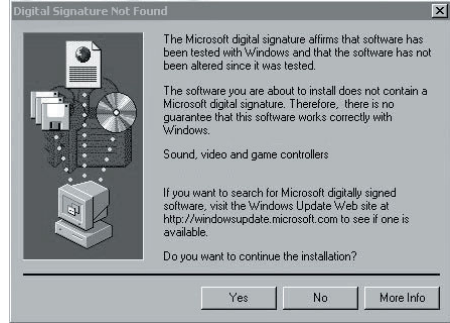 Digital Signature Not Found
The Microsoft digital signature affirms that software has
been tested with Windows and that the software has not
been altered since it was tested.
The software you are about to install does not contain a
Microsoft digital signature. Therefore, there is no
guarantee that this software works correctly with
Windows.
Sound, video and game controllers
If you want to search for Microsoft digitally signed
software, visit the Windows Update Web site at
http://windowsupdate.microsoft.com to see if one is
available.
Do you want to continue the installation?
Yes No More Info